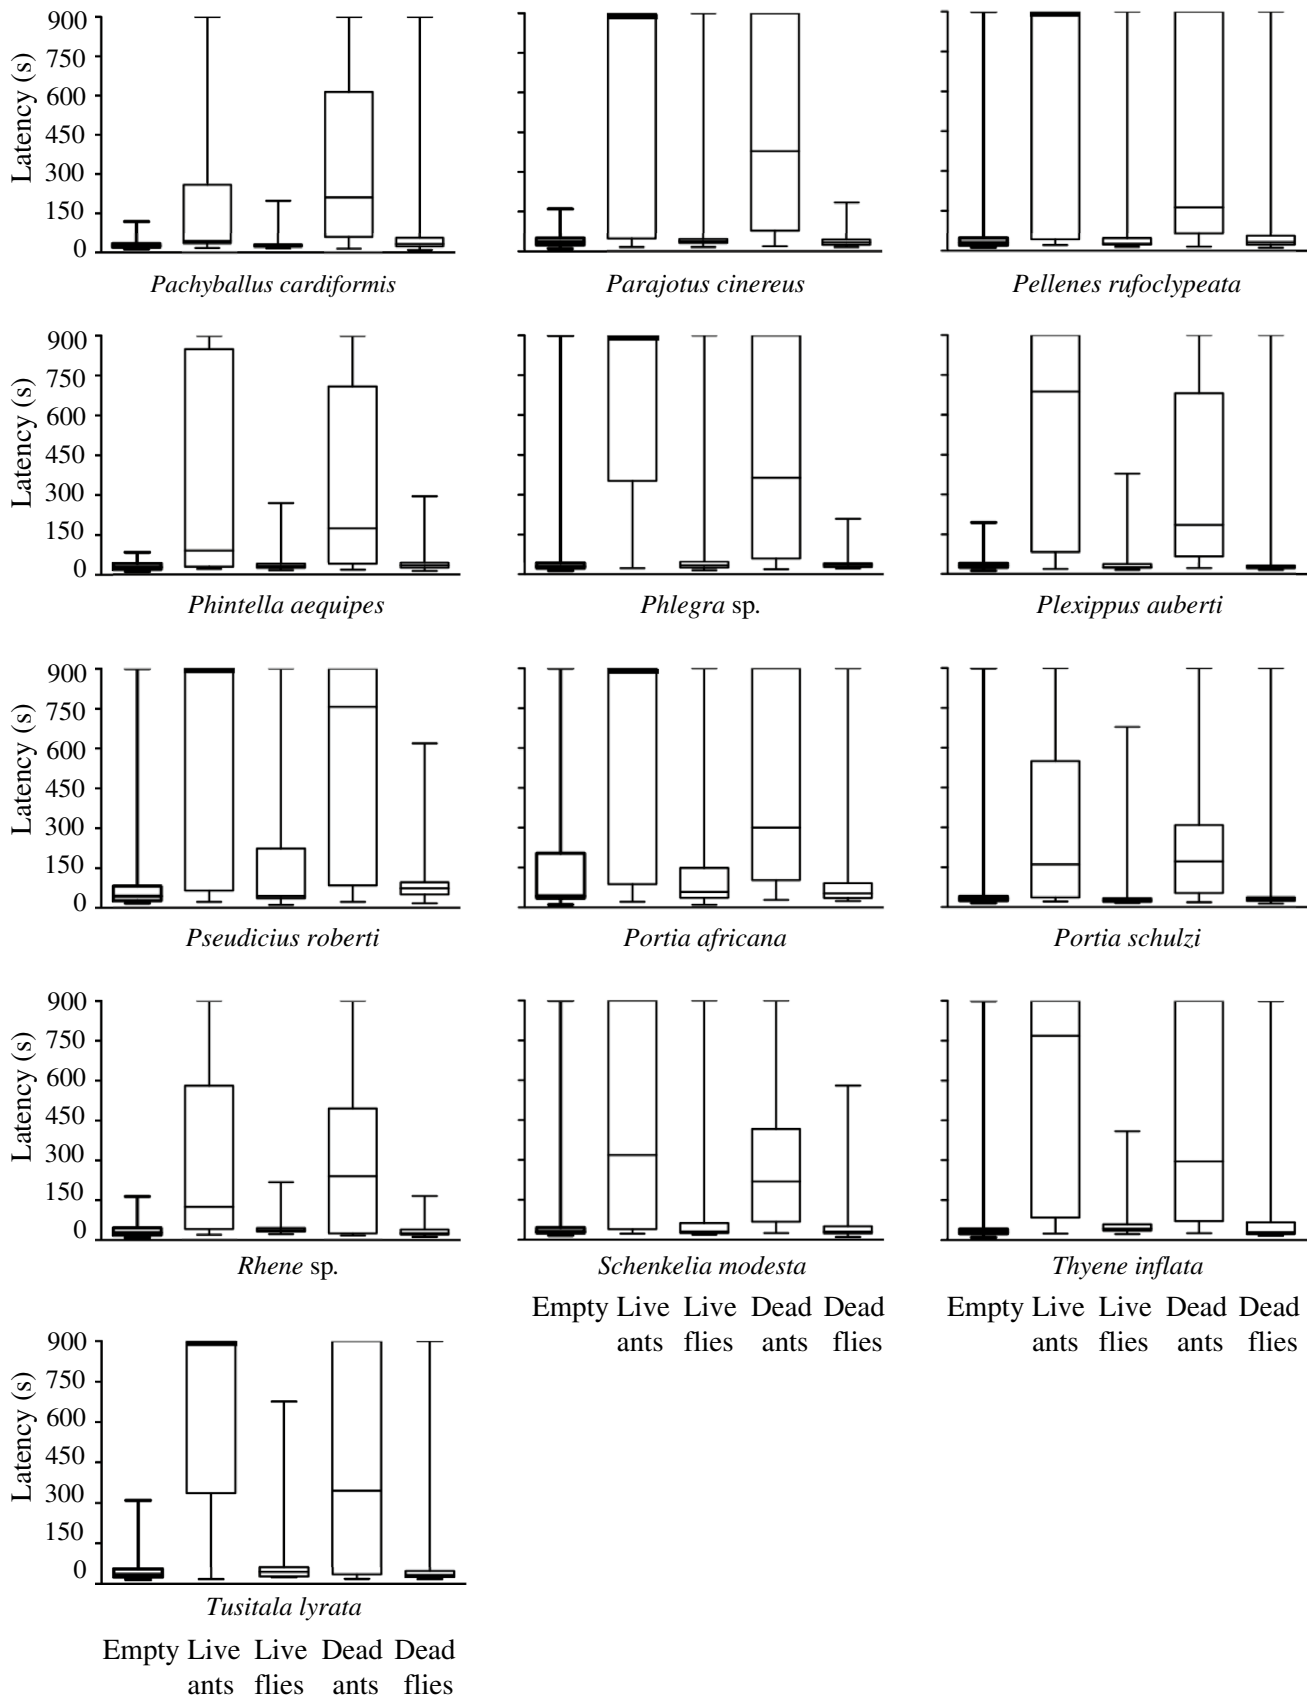 900
750
600
450
300
150
0
Latency (s)
Pachyballus cardiformis
Parajotus cinereus
Pellenes rufoclypeata
900
750
600
450
300
150
0
Latency (s)
Phintella aequipes
Phlegra sp.
Plexippus auberti
900
750
600
450
300
150
0
Latency (s)
Pseudicius roberti
Portia africana
Portia schulzi
900
750
600
450
300
150
0
Latency (s)
Rhene sp.
Schenkelia modesta
Thyene inflata
Empty Live Live Dead Dead
ants flies ants flies
Empty Live Live Dead Dead
ants flies ants flies
900
750
600
450
300
150
0
Latency (s)
Tusitala lyrata
Empty Live Live Dead Dead
ants flies ants flies